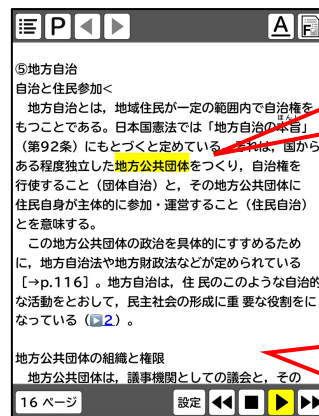 P
A
F
⑤地方自治
自治と住民参加<
地方自治とは，地域住民が一定の範囲内で自治権を
もつことである。日本国憲法では「地方自治の本旨」
ほんし
（第92条）にもとづくと定めている。それは，国から
ある程度独立した地方公共団体をつくり，自治権を
行使すること（団体自治）と，その地方公共団体に
住民自身が主体的に参加・運営すること（住民自治）
とを意味する。
この地方公共団体の政治を具体的にすすめるため
に，地方自治法や地方財政法などが定められている
［→p.116］。地方自治は，住 民のこのような自治的
な活動をとおして，民主社会の形成に重 要な役割をに
なっている（2）。
地方公共団体の組織と権限
地方公共団体は，議事機関としての議会と，その
16 ページ
設定